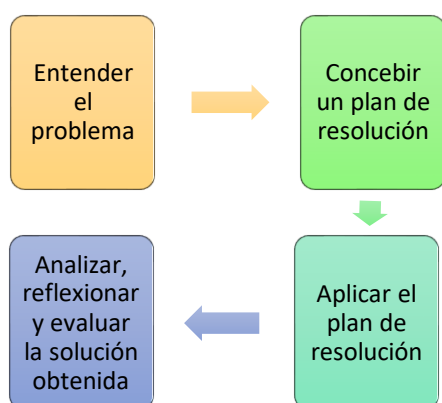 Entender
el
problema
Concebir
un plan de
resolución
Aplicar el
plan de
resolución
Analizar,
reflexionar
y evaluar
la solución
obtenida